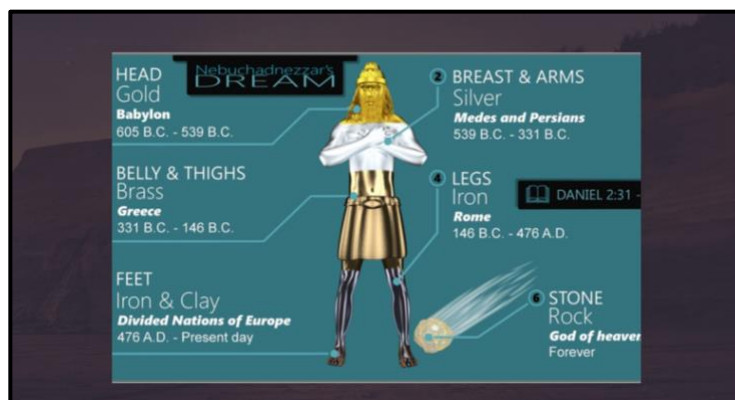 Nebuchadnezzar's
DREAM
HEAD
Gold
Babylon
605 B.C. - 539 B.C.
2
BREAST & ARMS
Silver
Medes and Persians
539 B.C. - 331 B.C.
BELLY & THIGHS
Brass
Greece
331 B.C. - 146 B.C.
4
LEGS
Iron
Rome
146 B.C. - 476 A.D.
DANIEL 2:31 -
FEET
Iron & Clay
Divided Nations of Europe
476 A.D. - Present day
6
STONE
Rock
God of heaven
Forever